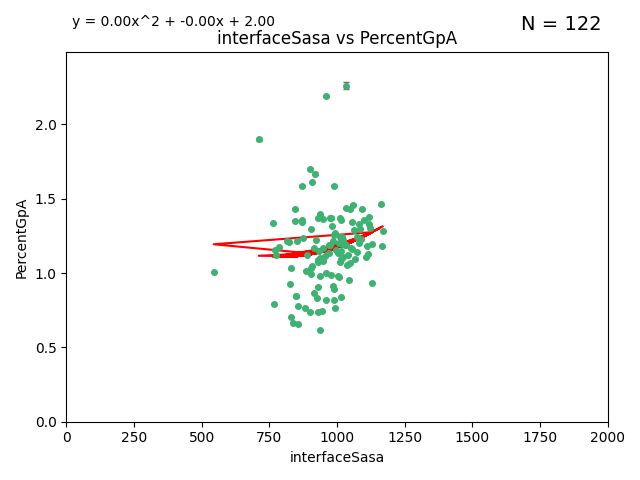 y = 0.00x^2 + -0.00x + 2.00
N = 122
interfaceSasa vs PercentGpA
PercentGpA
2.0
1.5
1.0
0.5
0.0
0 250 500 750 1000 1250 1500 1750 2000
interfaceSasa